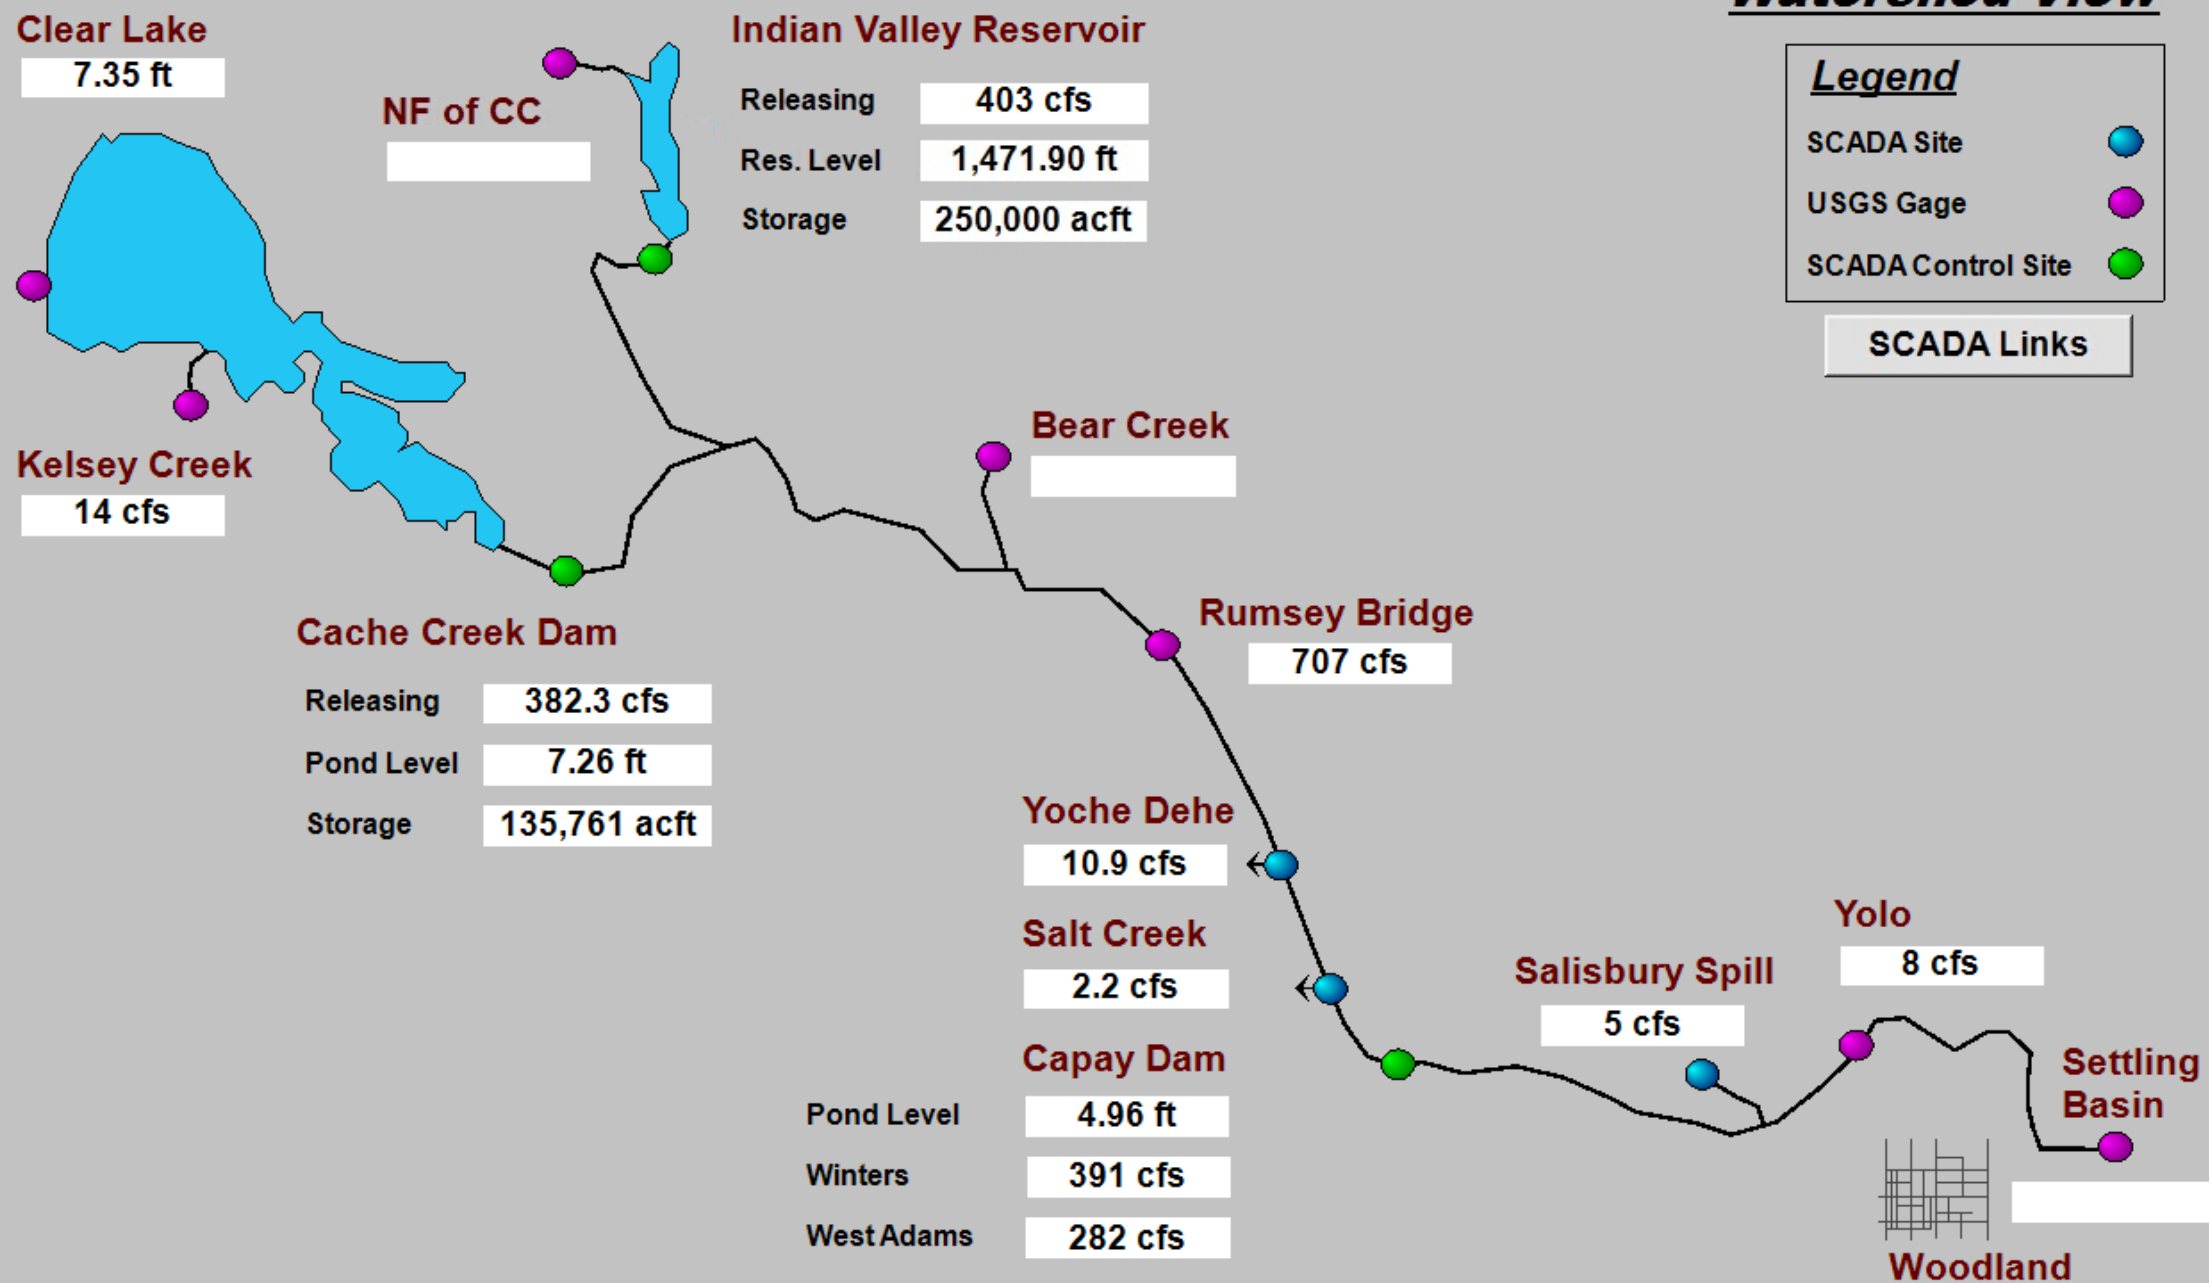 Watershed View
Clear Lake
7.35 ft
NF of CC
Indian Valley Reservoir
Releasing 403 cfs
Res. Level 1,471.90 ft
Storage 250,000 acft
Legend
SCADA Site
USGS Gage
SCADA Control Site
SCADA Links
Kelsey Creek
14 cfs
Bear Creek
Cache Creek Dam
Releasing 382.3 cfs
Pond Level 7.26 ft
Storage 135,761 acft
Rumsey Bridge
707 cfs
Yoche Dehe
10.9 cfs
Salt Creek
2.2 cfs
Capay Dam
Pond Level 4.96 ft
Winters 391 cfs
West Adams 282 cfs
Salisbury Spill
5 cfs
Yolo
8 cfs
Settling
Basin
Woodland